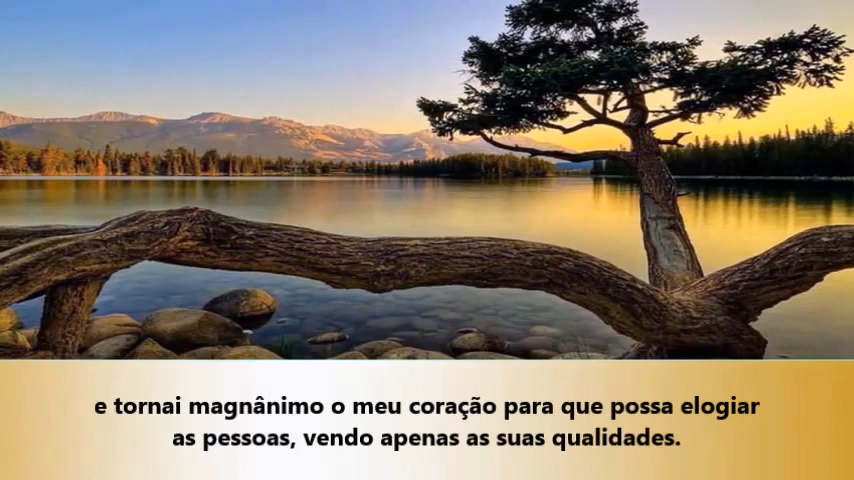 e tornai magnânimo o meu coração para que possa elogiar
as pessoas, vendo apenas as suas qualidades.